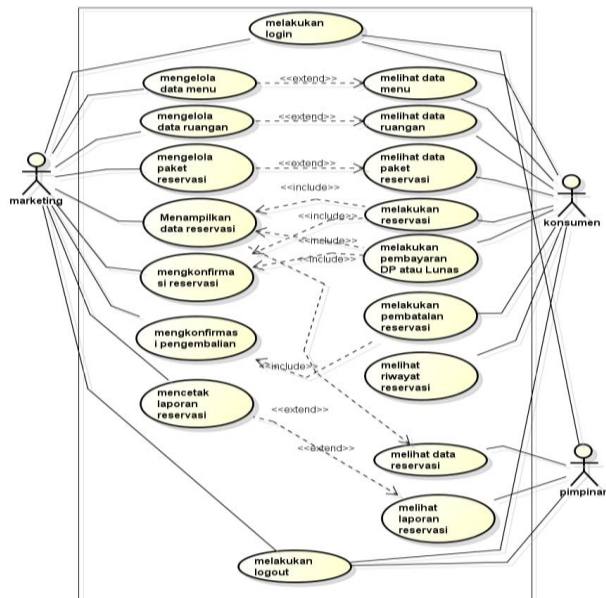 melakukan
login
mengelola
data menu
<<extend>>
melihat data
menu
mengelola
data ruangan
<<extend>>
melihat data
ruangan
mengelola
paket
reservasi
<<extend>>
melihat data
paket
reservasi
marketing
konsumen
<<include>>
Menampilkan
data reservasi
<<include>>
melakukan
reservasi
<<include>>
<<include>>
melakukan
pembayaran
DP atau Lunas
mengkonfirma
si reservasi
melakukan
pembatalan
reservasi
mengkonfirmas
i pengembalian
<<include>>
melihat
riwayat
reservasi
mencetak
laporan
reservasi
<<extend>>
<<extend>>
melihat data
reservasi
pimpinan
melihat
laporan
reservasi
melakukan
logout